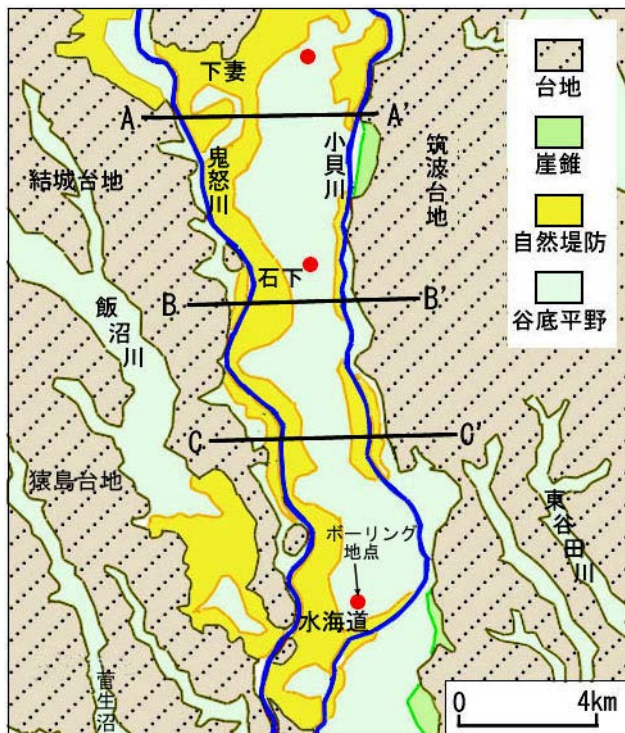 下妻
A A'
鬼怒川
小貝川
筑波台地
結城台地
飯沼川
石下
B B'
C C'
猿島台地
ボーリング
地点
東谷田川
水海道
菅生沼
台地
崖錐
自然堤防
谷底平野
0 4km